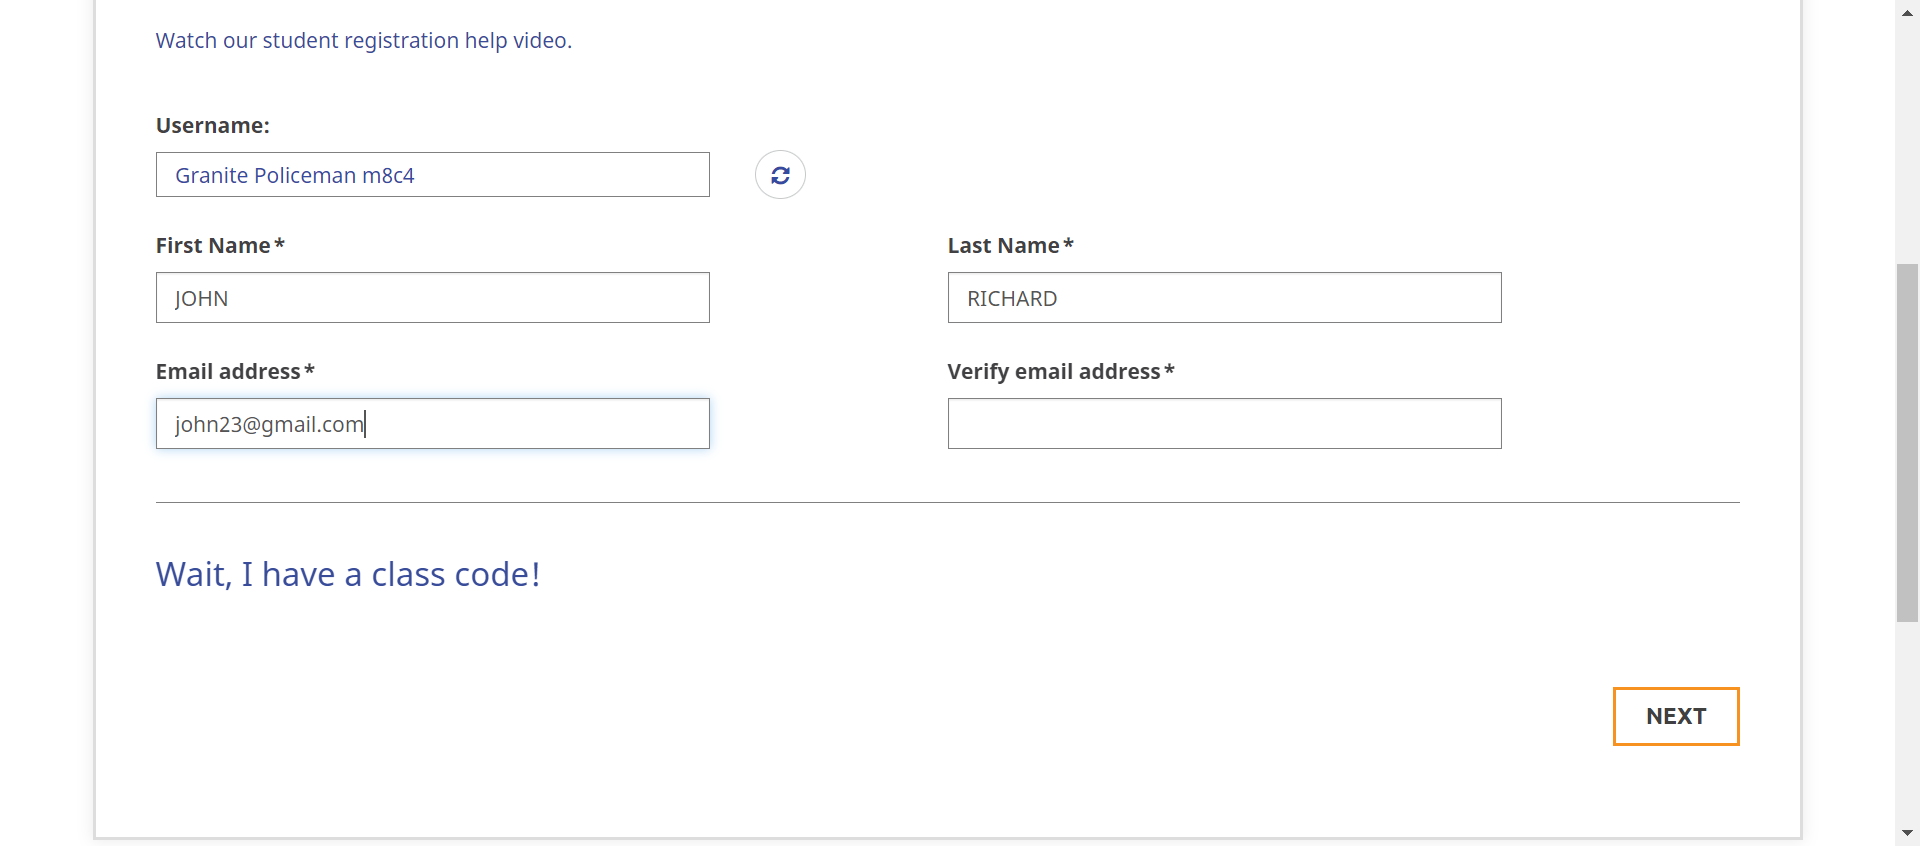 Watch our student registration help video.
Username:
Granite Policeman m8c4
First Name*
Last Name*
JOHN
RICHARD
Email address*
Verify email address*
john23@gmail.com
Wait, I have a class code!
NEXT